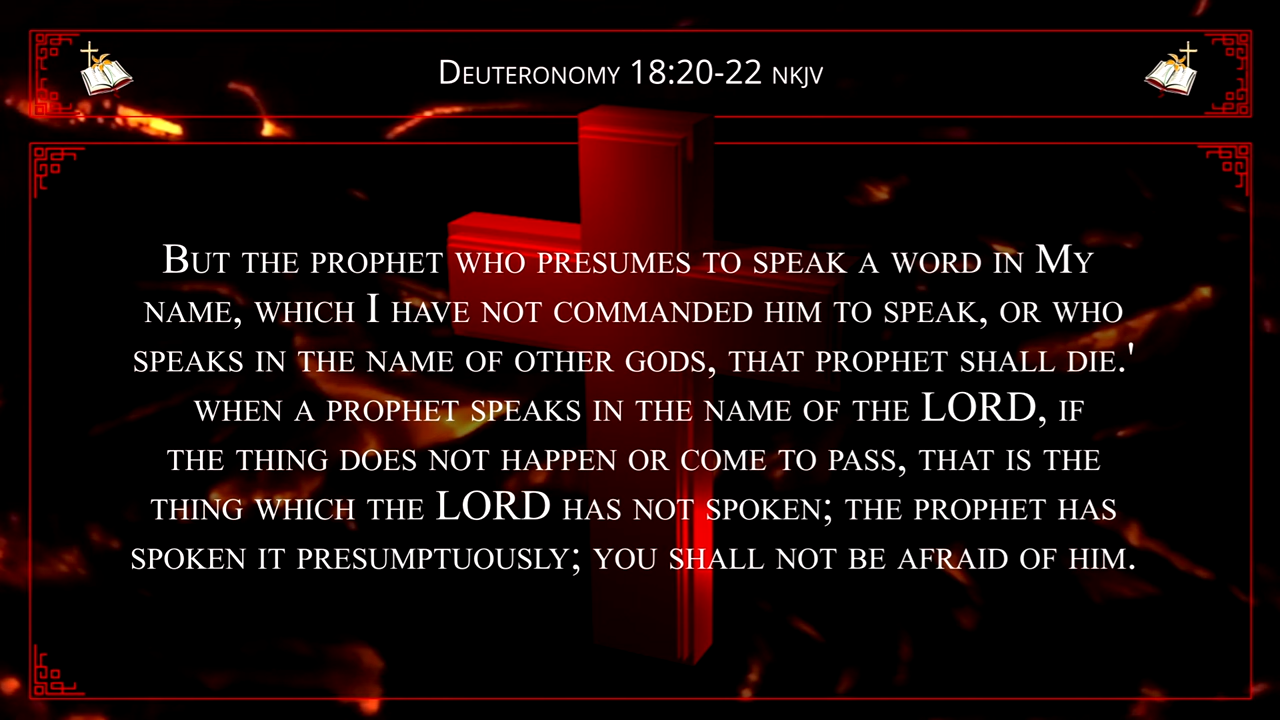 Deuteronomy 18:20-22 NKJV
But the prophet who presumes to speak a word in My
name, which I have not commanded him to speak, or who
speaks in the name of other gods, that prophet shall die.'
when a prophet speaks in the name of the LORD, if
the thing does not happen or come to pass, that is the
thing which the LORD has not spoken; the prophet has
spoken it presumptuously; you shall not be afraid of him.